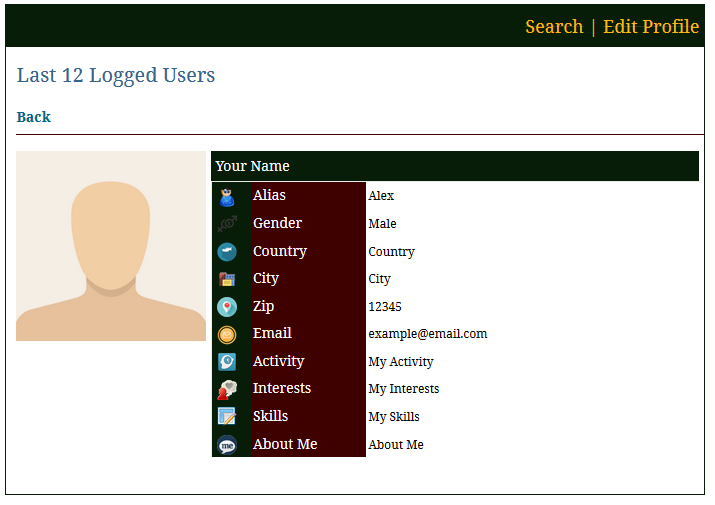 Search | Edit Profile
Last 12 Logged Users
Back
Your Name
Alias Alex
Gender Male
Country Country
City City
Zip 12345
Email example@email.com
Activity My Activity
Interests My Interests
Skills My Skills
me About Me About Me